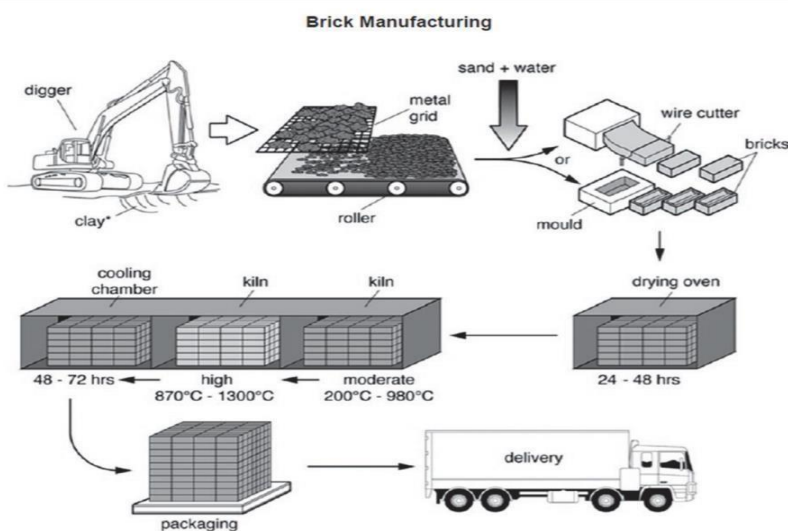 Brick Manufacturing
digger
clay*
metal
grid
roller
sand + water
wire cutter
or
bricks
mould
drying oven
24 - 48 hrs
cooling
chamber
kiln
kiln
48 - 72 hrs
high
870°C - 1300°C
moderate
200°C - 980°C
packaging
delivery